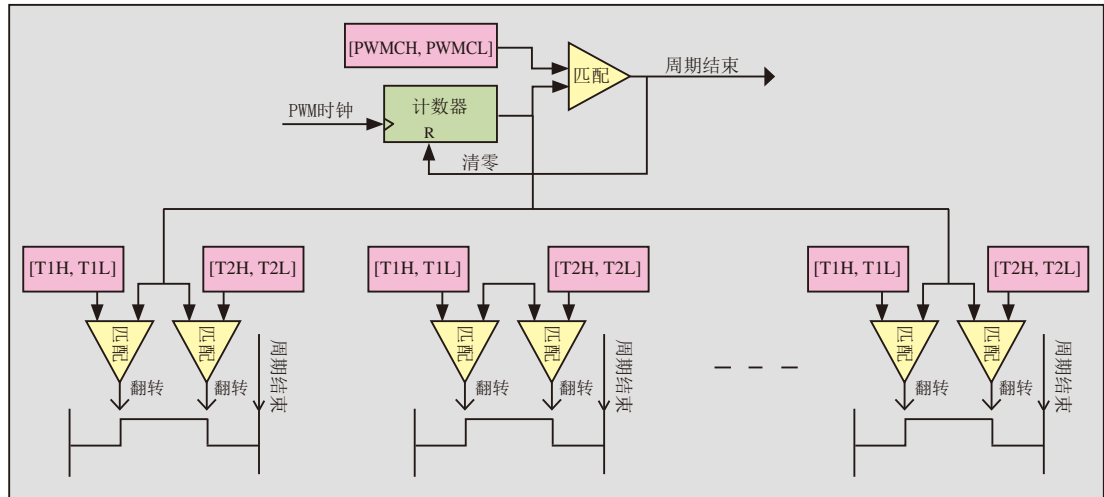 [PWMCH, PWMCL]
匹配
周期结束
计数器
R
PWM时钟
清零
[T1H, T1L]
[T2H, T2L]
匹配
匹配
翻转
翻转
周期结束
[T1H, T1L]
[T2H, T2L]
匹配
匹配
翻转
翻转
周期结束
[T1H, T1L]
[T2H, T2L]
匹配
匹配
翻转
翻转
周期结束